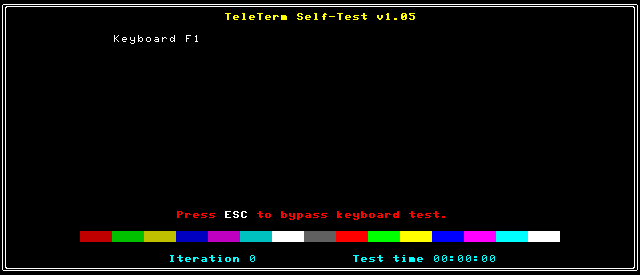 TeleTerm Self-Test v1.05
Keyboard F1
Press ESC to bypass keyboard test.
Iteration 0 Test time 00:00:00